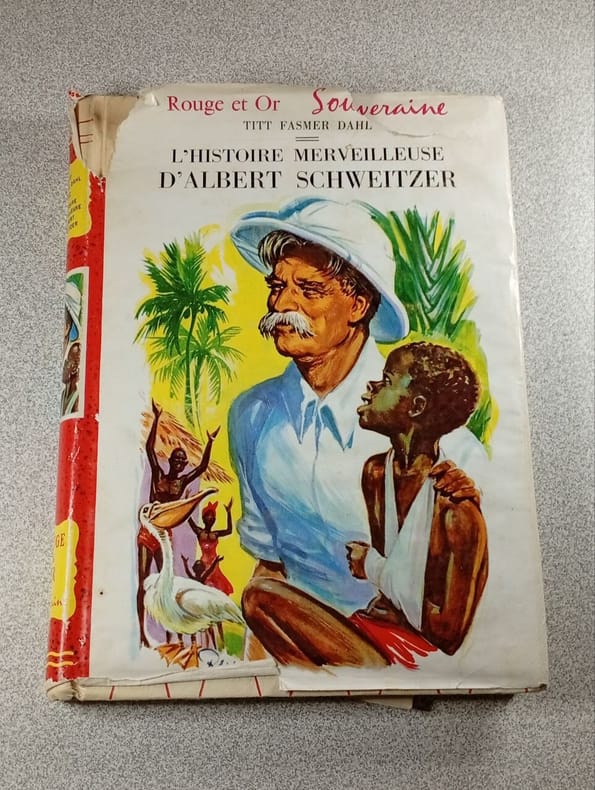 Rouge et Or Souveraine
TITT FASMER DAHL
L'HISTOIRE MERVEILLEUSE
D'ALBERT SCHWEITZER